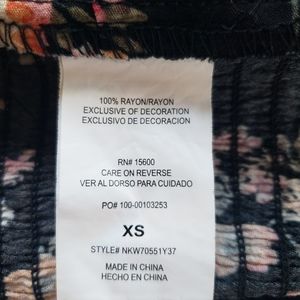 100% RAYON/RAYON
EXCLUSIVE OF DECORATION
EXCLUSIVO DE DECORACION
RN# 15600
CARE ON REVERSE
VER AL DORSO PARA CUIDADO
PO# 100-00103253
XS
STYLE# NKW70551Y37
MADE IN CHINA
HECHO EN CHINA